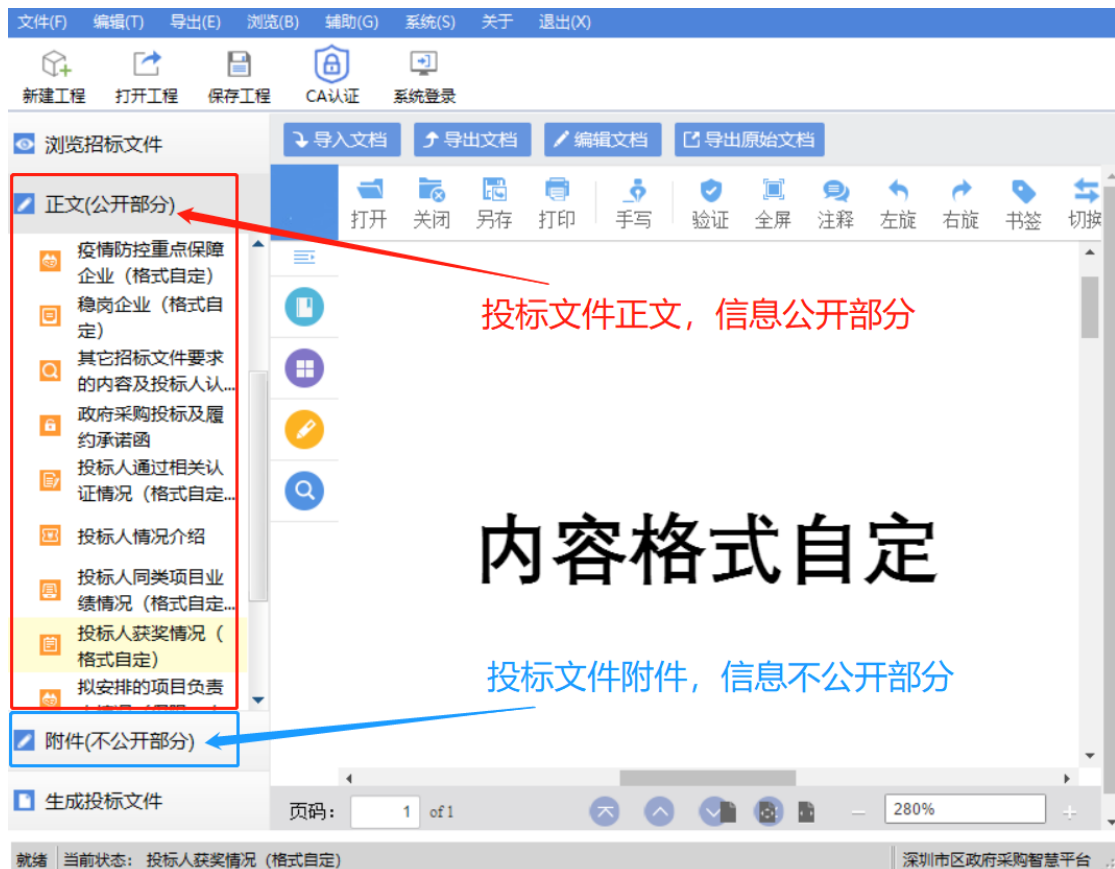 文件(F) 编辑(T) 导出(E) 浏览(B) 辅助(G) 系统(S) 关于 退出(X)
新建工程 打开工程 保存工程 CA认证 系统登录
浏览招标文件
导入文档 导出文档 编辑文档 导出原始文档
正文(公开部分)
打开 关闭 另存 打印 手写 验证 全屏 注释 左旋 右旋 书签 切换
疫情防控重点保障
企业（格式自定）
稳岗企业（格式自
定）
其它招标文件要求
的内容及投标人认...
政府采购投标及履
约承诺函
投标人通过相关认
证情况（格式自定...
投标人情况介绍
投标人同类项目业
绩情况（格式自定...
投标人获奖情况（
格式自定）
拟安排的项目负责
投标文件正文，信息公开部分
内容格式自定
投标文件附件，信息不公开部分
附件(不公开部分)
生成投标文件
页码: 1 of 1 280%
就绪 当前状态: 投标人获奖情况（格式自定） 深圳市区政府采购智慧平台